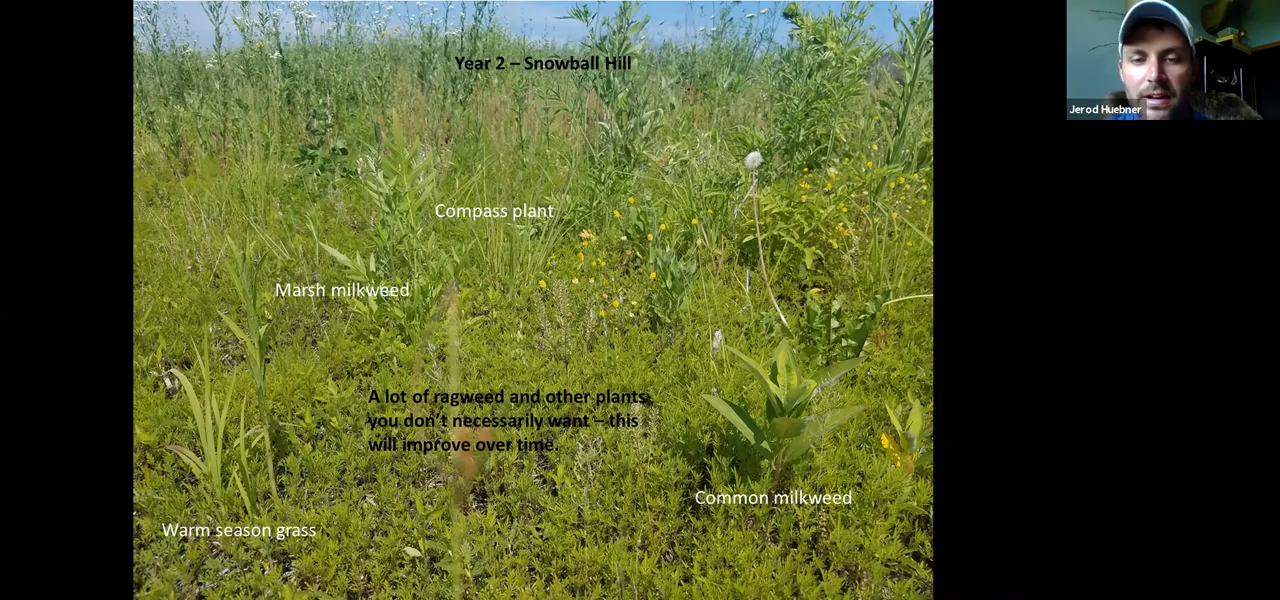 Year 2 – Snowball Hill
Jerod Huebner
Compass plant
Marsh milkweed
A lot of ragweed and other plants
you don't necessarily want – this
will improve over time.
Common milkweed
Warm season grass